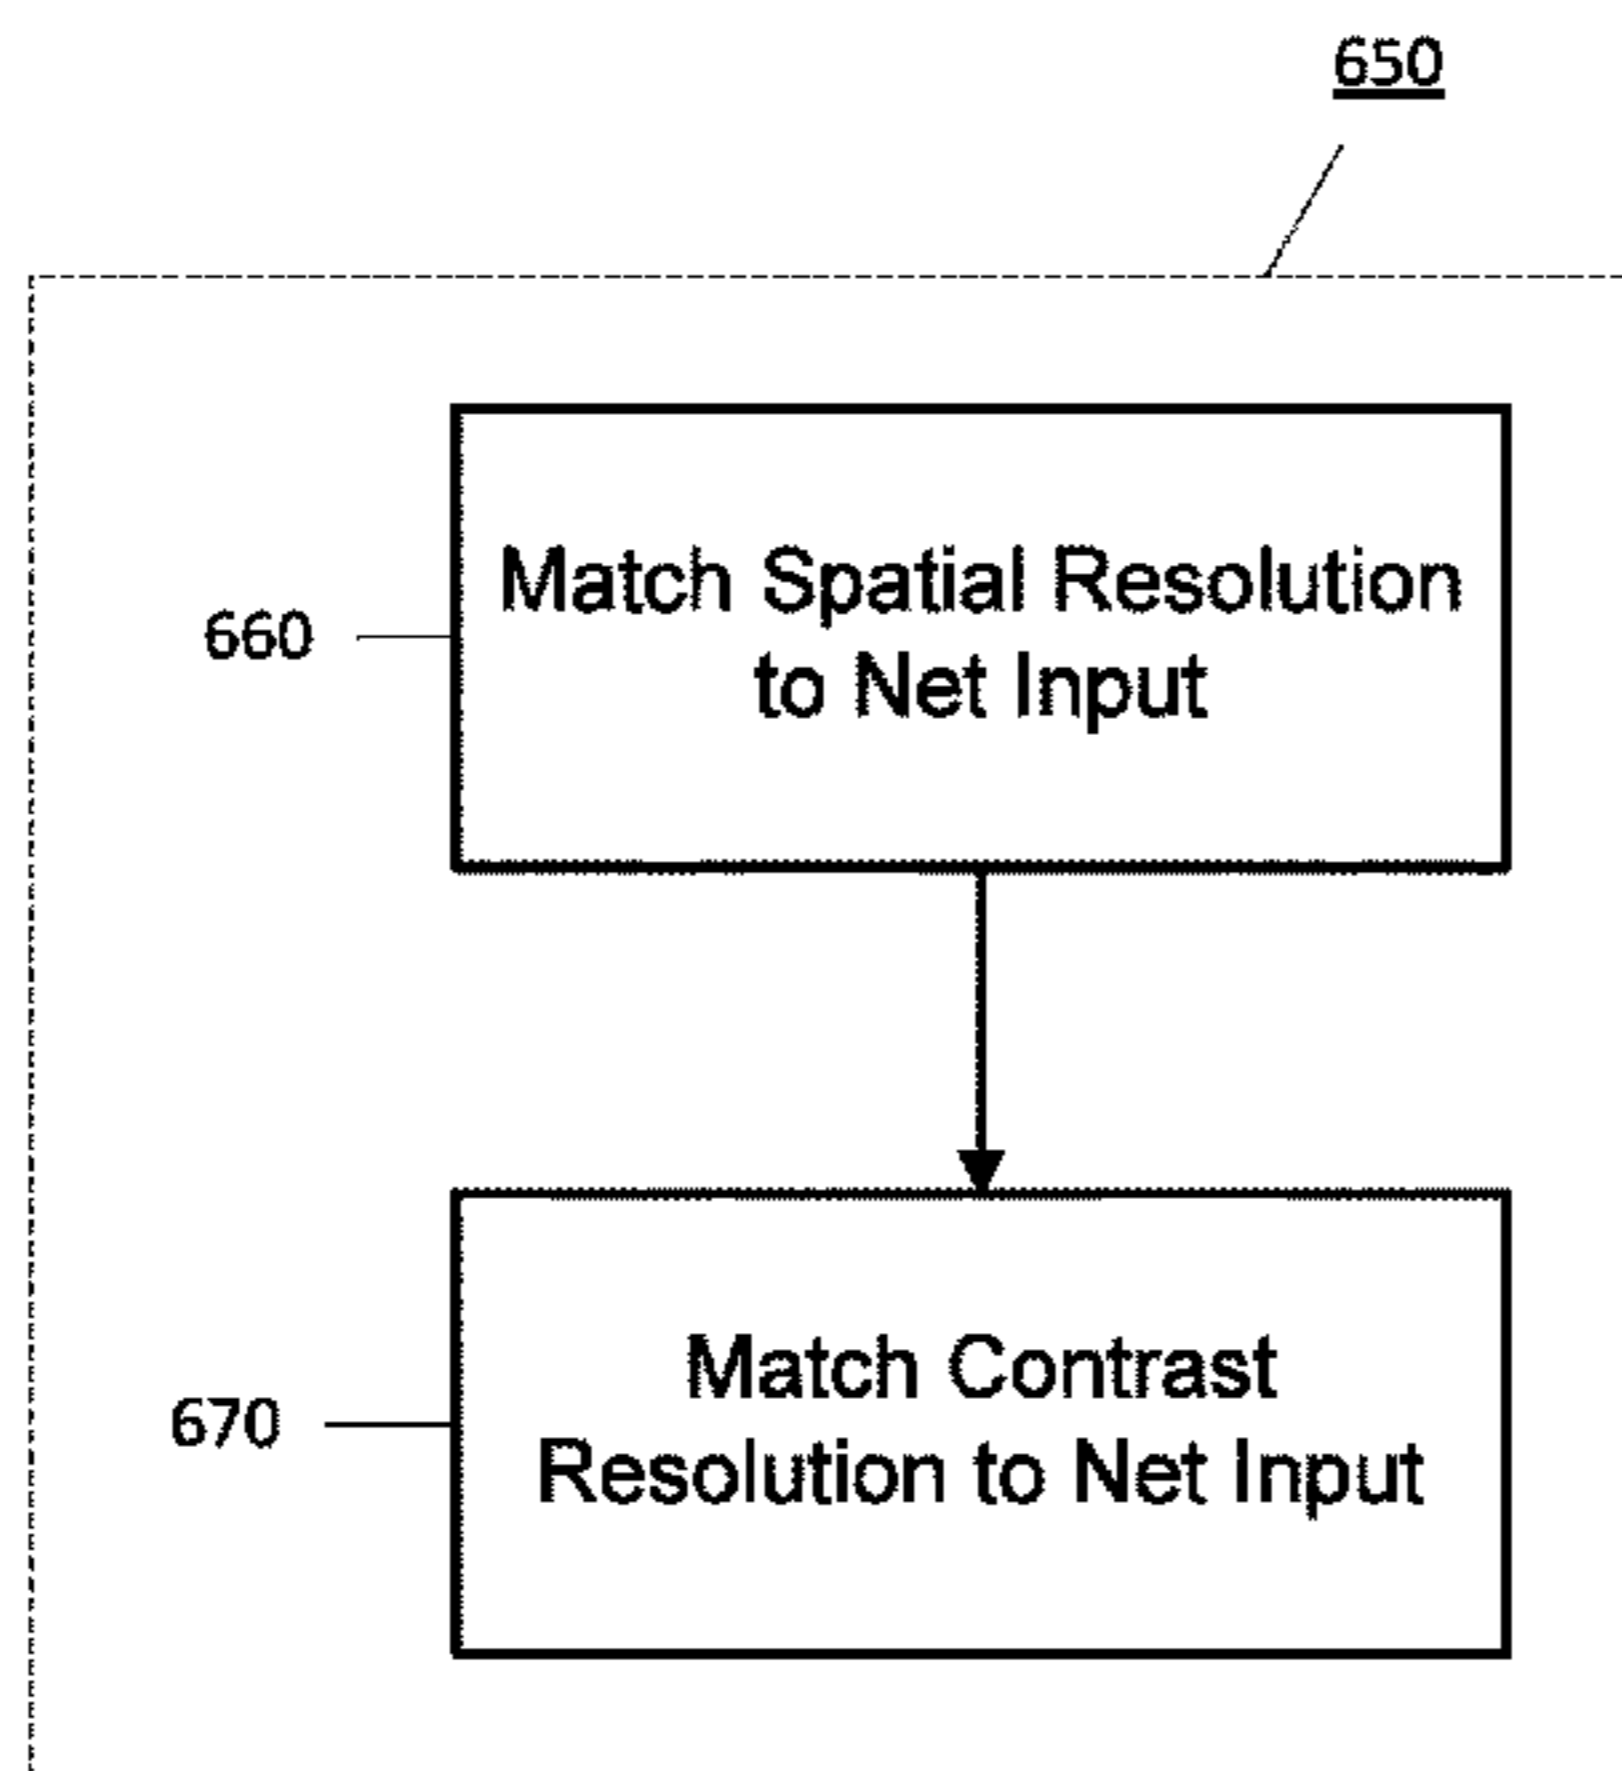 650
660
Match Spatial Resolution
to Net Input
670
Match Contrast
Resolution to Net Input